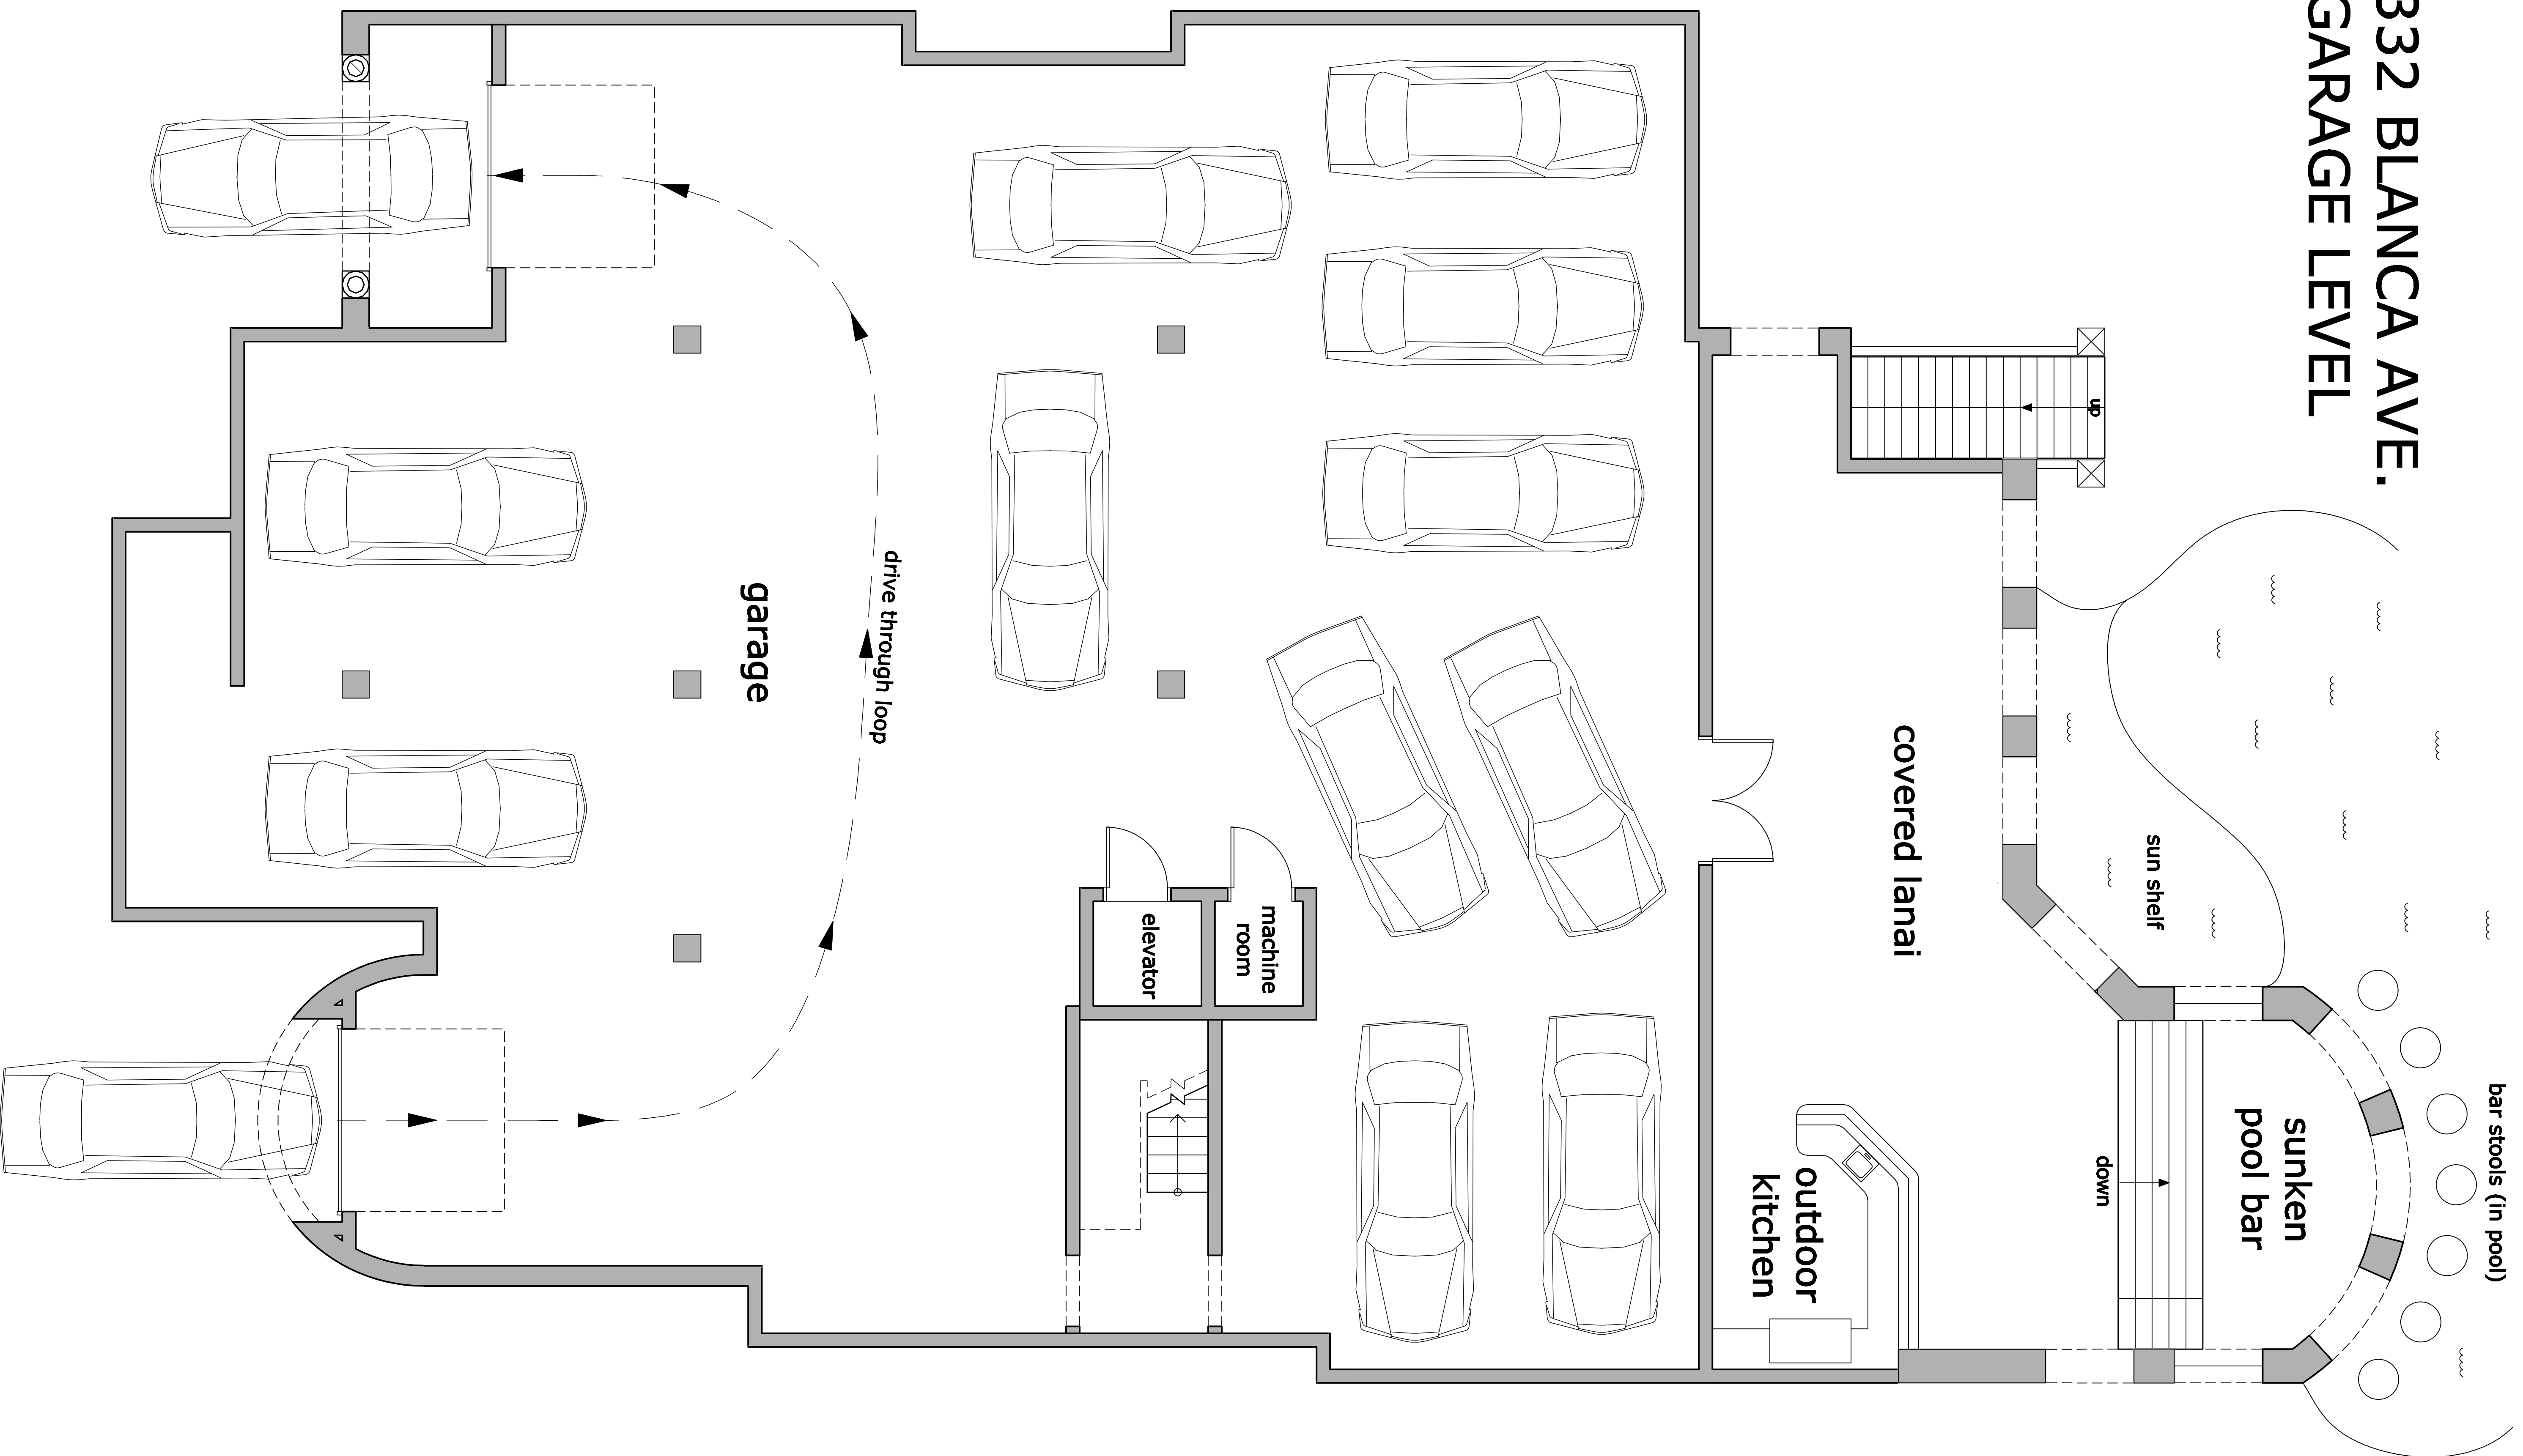 332 BLANCA AVE.
GARAGE LEVEL
up
garage
drive through loop
covered lanai
sun shelf
elevator
machine
room
sunken
pool bar
bar stools (in pool)
down
outdoor
kitchen